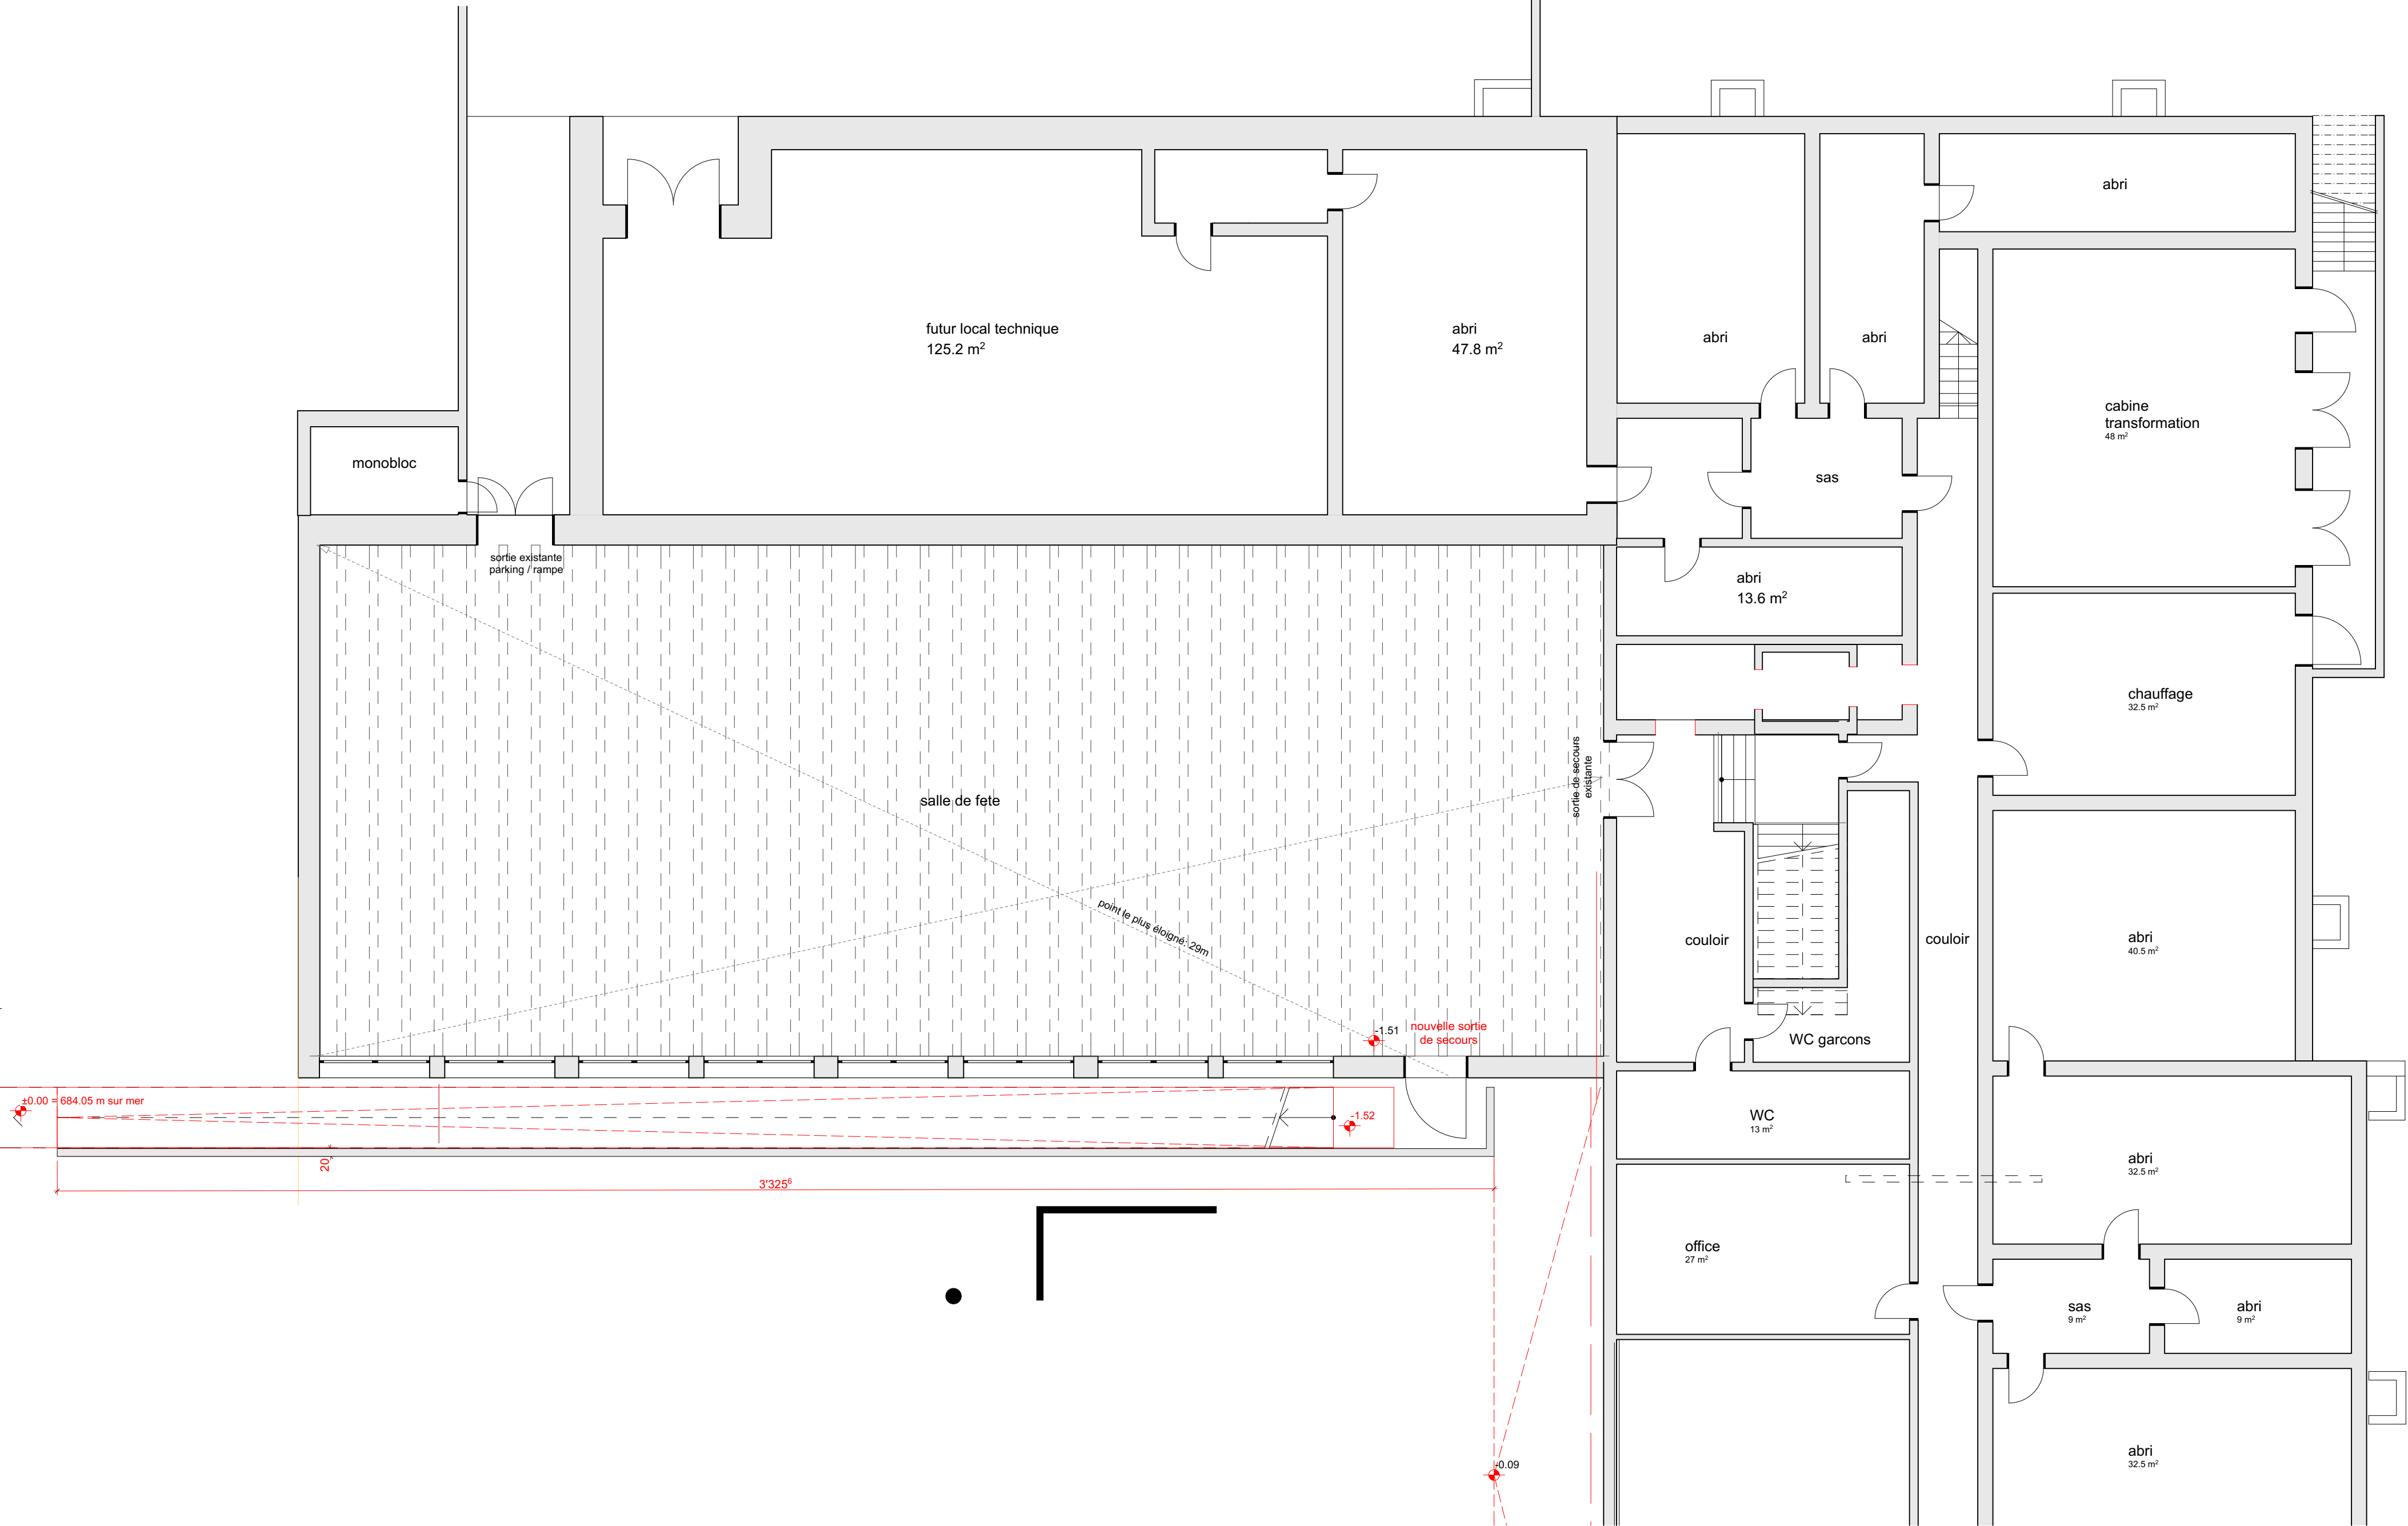 abri
futur local technique
125.2 m²
abri
47.8 m²
abri
abri
cabine
transformation
48 m²
monobloc
sas
sortie existante
parking / rampe
abri
13.6 m²
chauffage
32.5 m²
sortie de secours
existante
salle de fete
point le plus éloigné: 29m
couloir
couloir
abri
40.5 m²
-1.51
nouvelle sortie
de secours
WC garcons
±0.00 = 684.05 m sur mer
-1.52
WC
13 m²
20
3'325⁶
abri
32.5 m²
office
27 m²
sas
9 m²
abri
9 m²
-0.09
abri
32.5 m²